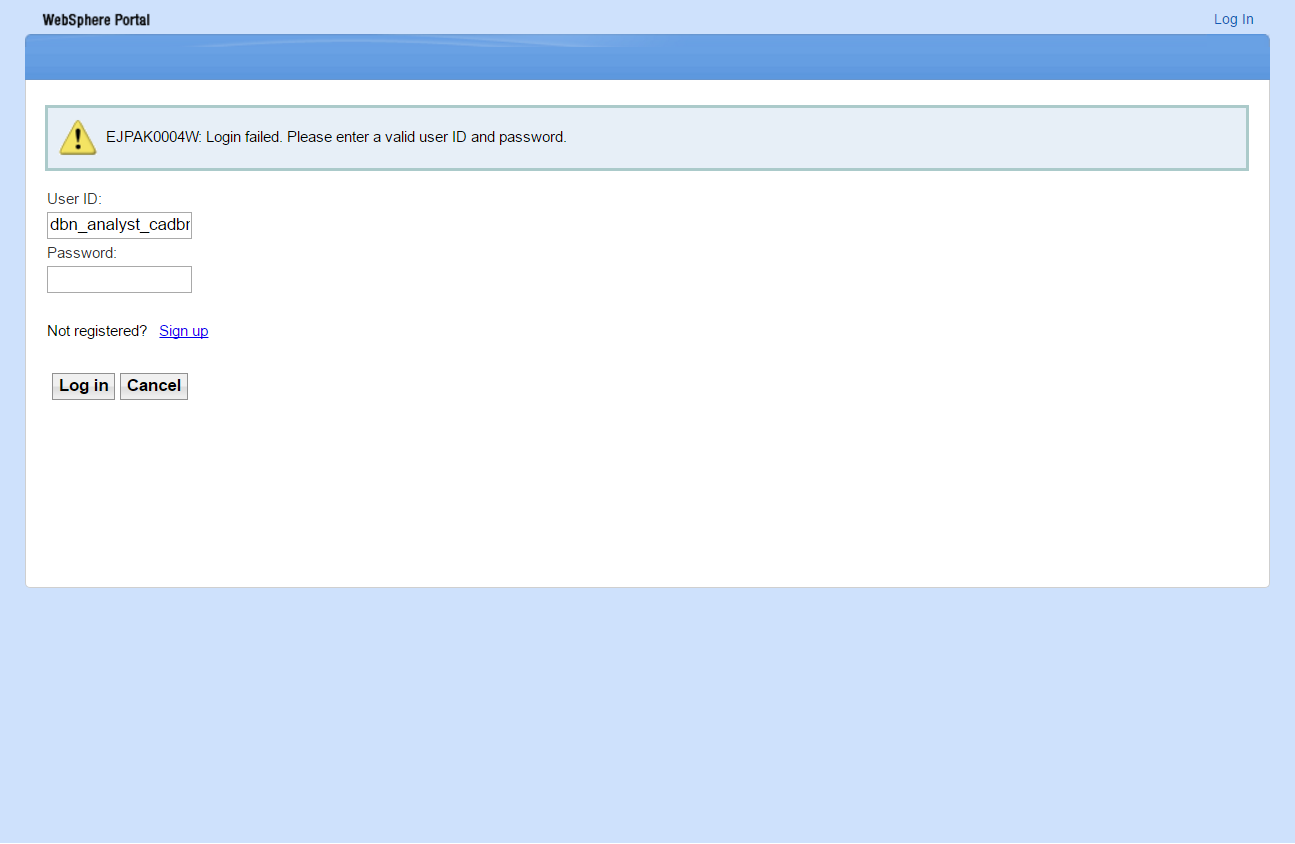 WebSphere Portal
Log In
EJPAK0004W: Login failed. Please enter a valid user ID and password.
User ID:
dbn_analyst_cadbr
Password:
Not registered? Sign up
Log in Cancel